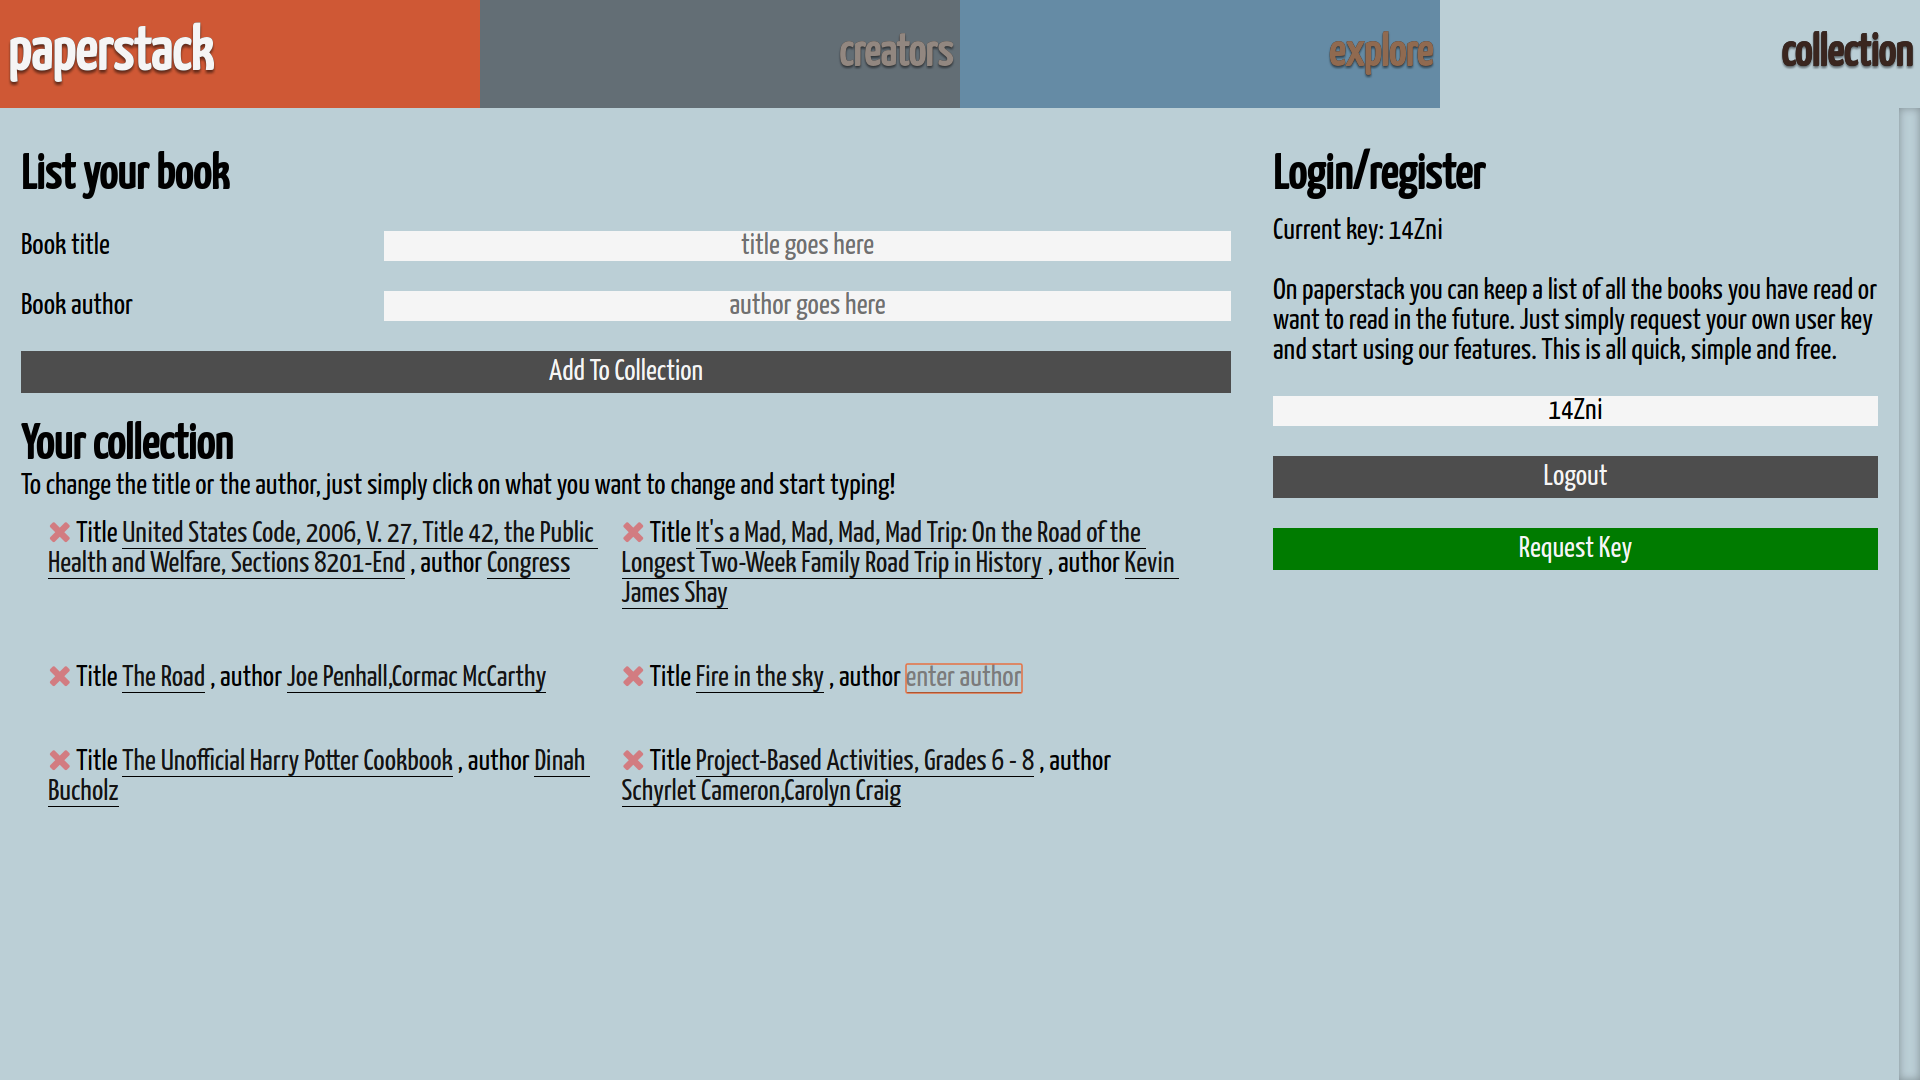 paperstack
creators
explore
collection
List your book
Book title
title goes here
Book author
author goes here
Add To Collection
Your collection
To change the title or the author, just simply click on what you want to change and start typing!
Title United States Code, 2006, V. 27, Title 42, the Public
Health and Welfare, Sections 8201-End , author Congress
Title It's a Mad, Mad, Mad, Mad Trip: On the Road of the
Longest Two-Week Family Road Trip in History , author Kevin
James Shay
Title The Road , author Joe Penhall,Cormac McCarthy
Title Fire in the sky , author enter author
Title The Unofficial Harry Potter Cookbook , author Dinah
Bucholz
Title Project-Based Activities, Grades 6 - 8 , author
Schyrlet Cameron,Carolyn Craig
Login/register
Current key: 14Zni
On paperstack you can keep a list of all the books you have read or
want to read in the future. Just simply request your own user key
and start using our features. This is all quick, simple and free.
14Zni
Logout
Request Key